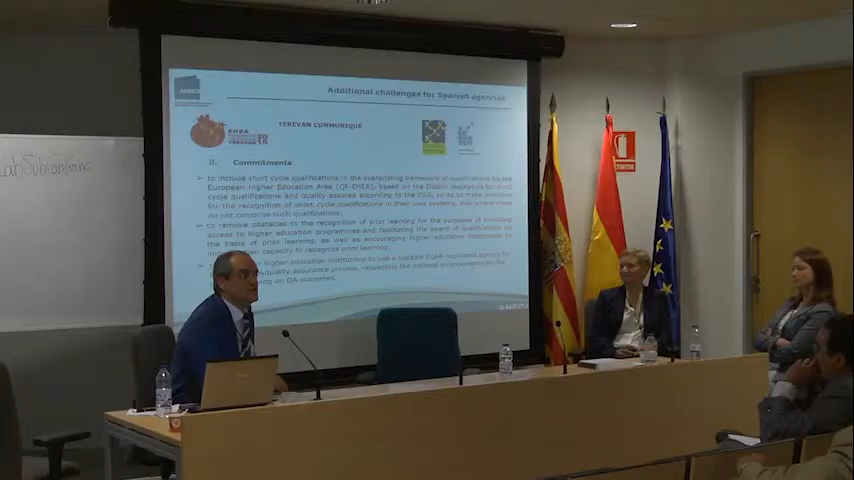 Additional challenges for Spanish agencies
EHEA
YEREVAN
2015
YEREVAN COMMUNIQUÉ
II. Commitments
to include short cycle qualifications in the overarching framework of qualifications for the
European Higher Education Area (QF-EHEA), based on the Dublin descriptors for short
cycle qualifications and quality assured according to the ESG, so as to make provision
for the recognition of short cycle qualifications in their own systems, also where these
do not comprise such qualifications;
to remove obstacles to the recognition of prior learning for the purposes of providing
access to higher education programmes and facilitating the award of qualifications on
the basis of prior learning, as well as encouraging higher education institutions to
their capacity to recognize prior learning;
higher education institutions to use a suitable EQAR registered agency for
quality assurance process, respecting the national arrangements for the
on QA outcomes.